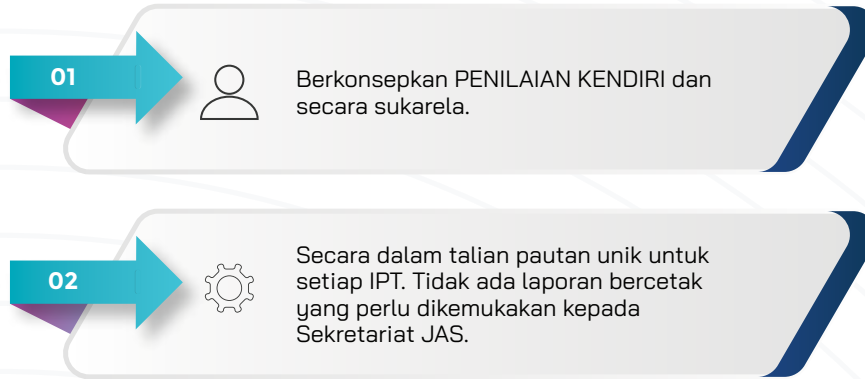 01
Berkonsepkan PENILAIAN KENDIRI dan
secara sukarela.
02
Secara dalam talian pautan unik untuk
setiap IPT. Tidak ada laporan bercetak
yang perlu dikemukakan kepada
Sekretariat JAS.